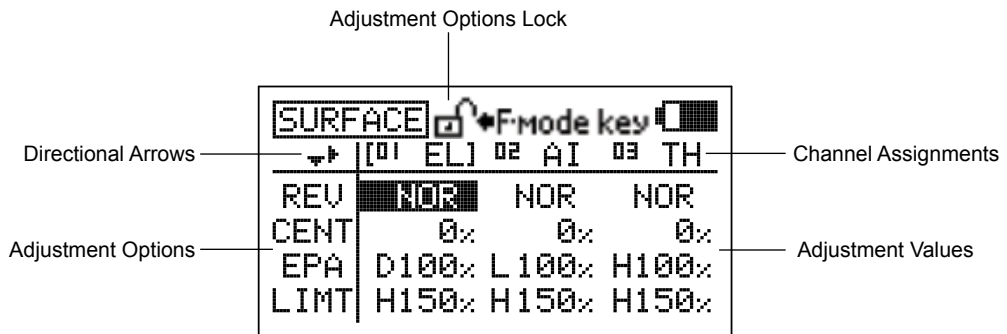 Adjustment Options Lock
SURFACE F-Mode key
Directional Arrows [01 EL] 02 AI 03 TH Channel Assignments
REV NOR NOR NOR
CENT 0% 0% 0%
Adjustment Options Adjustment Values
EPA D100% L100% H100%
LIMT H150% H150% H150%